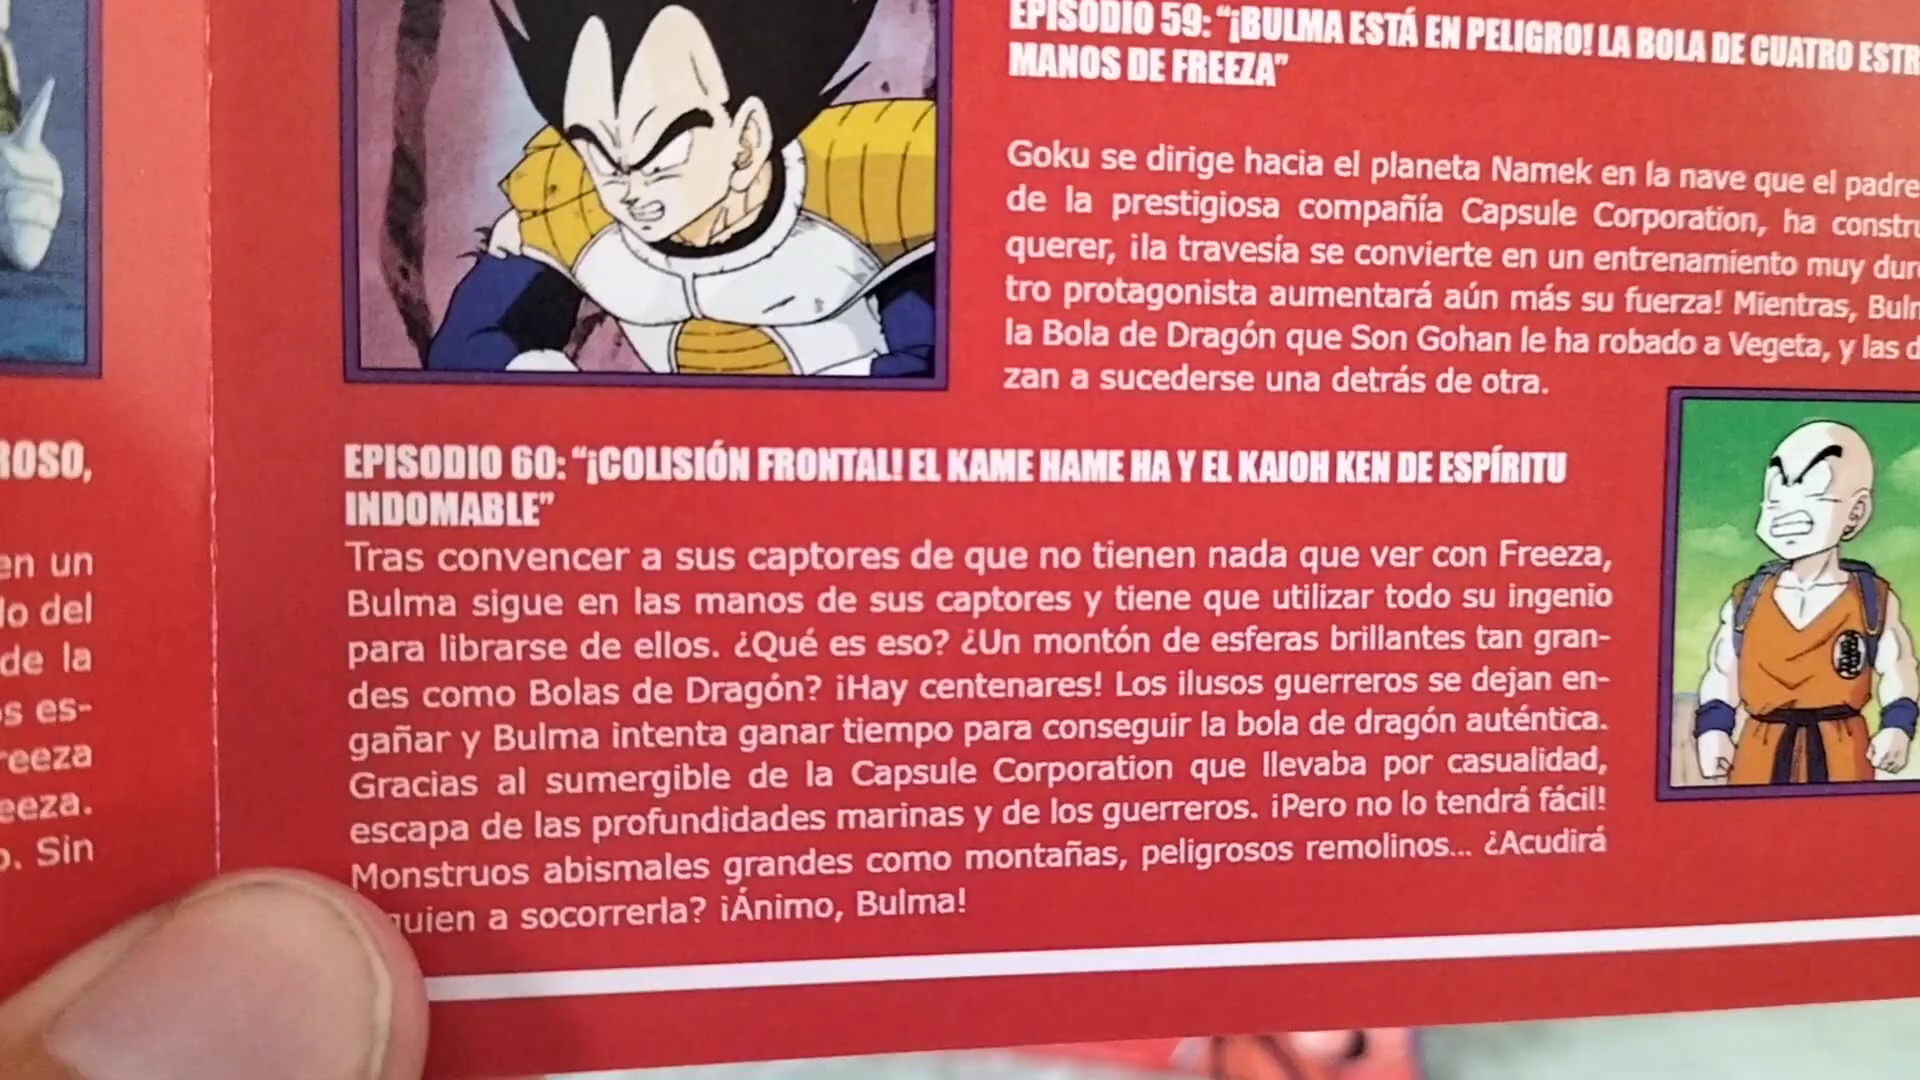 ROSO,
en un
lo del
de la
s es-
reeza
eeza.
o. Sin
EPISODIO 59: “¡BULMA ESTÁ EN PELIGRO! LA BOLA DE CUATRO ESTR
MANOS DE FREEZA”
Goku se dirige hacia el planeta Namek en la nave que el padre
de la prestigiosa compañía Capsule Corporation, ha constru
querer, ¡la travesía se convierte en un entrenamiento muy dur
tro protagonista aumentará aún más su fuerza! Mientras, Bulm
la Bola de Dragón que Son Gohan le ha robado a Vegeta, y las d
zan a sucederse una detrás de otra.
EPISODIO 60: “¡COLISIÓN FRONTAL! EL KAME HAME HA Y EL KAIOH KEN DE ESPÍRITU
INDOMABLE”
Tras convencer a sus captores de que no tienen nada que ver con Freeza,
Bulma sigue en las manos de sus captores y tiene que utilizar todo su ingenio
para librarse de ellos. ¿Qué es eso? ¿Un montón de esferas brillantes tan gran-
des como Bolas de Dragón? ¡Hay centenares! Los ilusos guerreros se dejan en-
gañar y Bulma intenta ganar tiempo para conseguir la bola de dragón auténtica.
Gracias al sumergible de la Capsule Corporation que llevaba por casualidad,
escapa de las profundidades marinas y de los guerreros. ¡Pero no lo tendrá fácil!
Monstruos abismales grandes como montañas, peligrosos remolinos... ¿Acudirá
quien a socorrerla? ¡Ánimo, Bulma!